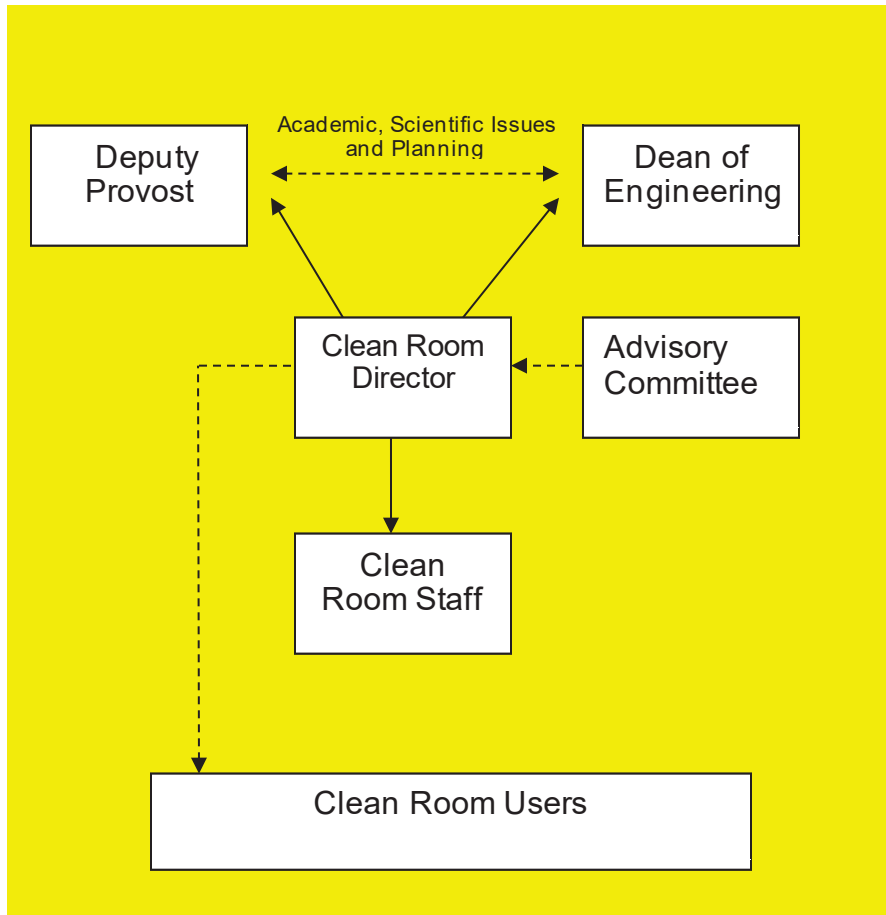 Academic, Scientific Issues
and Planning
Deputy
Provost
Dean of
Engineering
Clean Room
Director
Advisory
Committee
Clean
Room Staff
Clean Room Users